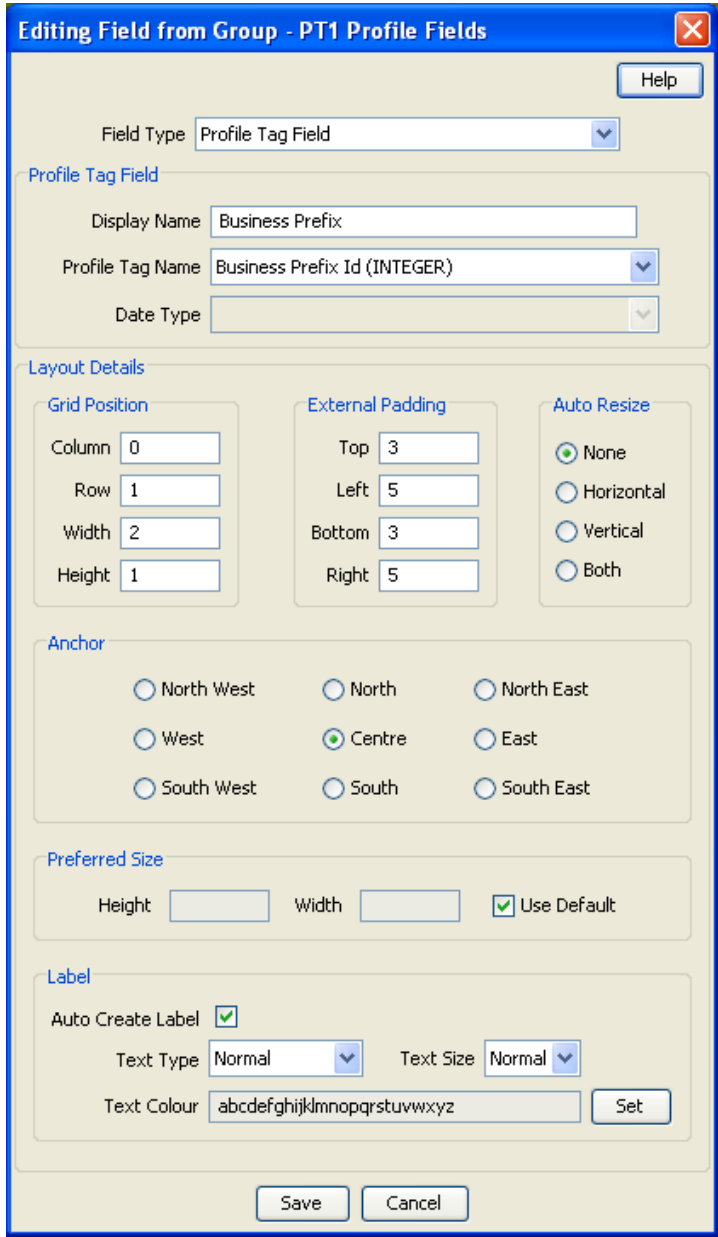 Editing Field from Group - PT1 Profile Fields
Help
Field Type Profile Tag Field
Profile Tag Field
Display Name Business Prefix
Profile Tag Name Business Prefix Id (INTEGER)
Date Type
Layout Details
Grid Position External Padding Auto Resize
Column 0 Top 3 None
Row 1 Left 5 Horizontal
Width 2 Bottom 3 Vertical
Height 1 Right 5 Both
Anchor
North West North North East
West Centre East
South West South South East
Preferred Size
Height Width Use Default
Label
Auto Create Label
Text Type Normal Text Size Normal
Text Colour abcdefghijklmnopqrstuvwxyz Set
Save Cancel